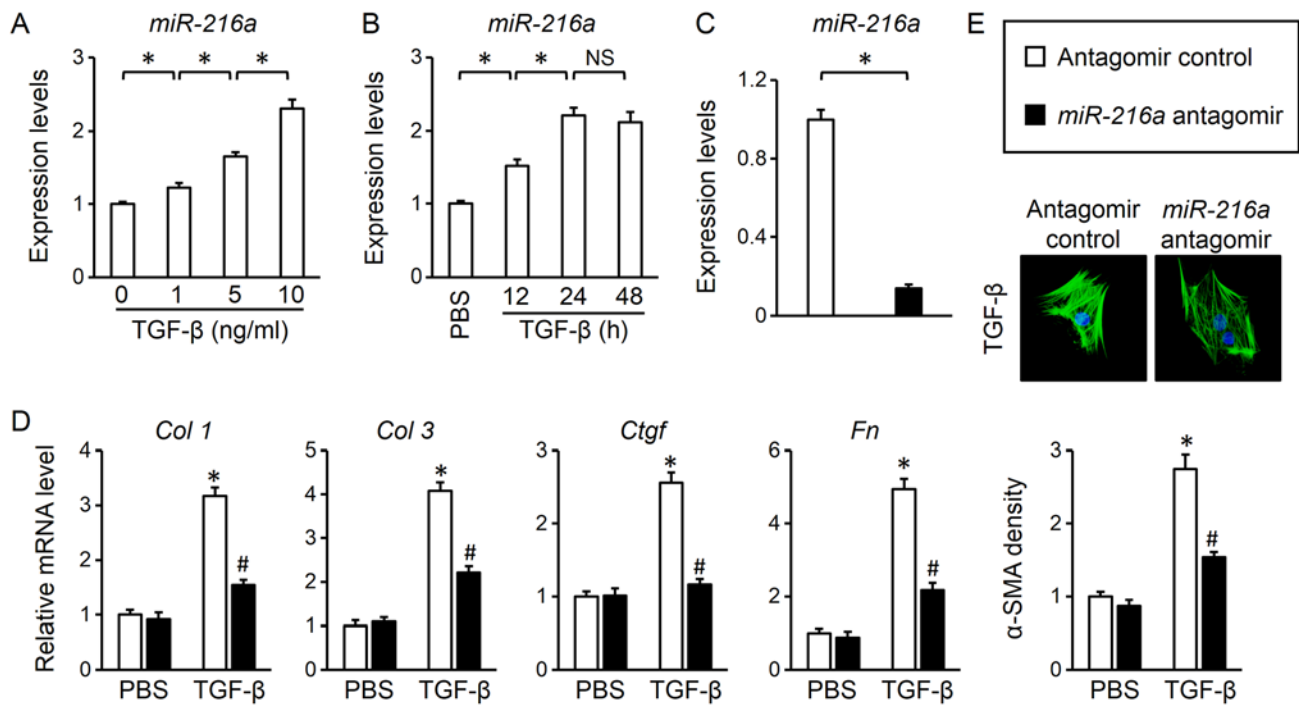 A
miR-216a
* * *
Expression levels
3
2
1
0 1 5 10
TGF-β (ng/ml)
B
miR-216a
* * NS
Expression levels
3
2
1
PBS
12 24 48
TGF-β (h)
C
miR-216a
*
Expression levels
1.2
0.8
0.4
0
E
Antagomir control
miR-216a antagomir
Antagomir
control
miR-216a
antagomir
TGF-β
D
Relative mRNA level
Col 1
4
3
2
1
0
*
#
PBS TGF-β
Col 3
5
4
3
2
1
0
*
#
PBS TGF-β
Ctgf
3
2
1
0
*
#
PBS TGF-β
Fn
6
4
2
0
*
#
PBS TGF-β
α-SMA density
3
2
1
0
*
#
PBS TGF-β